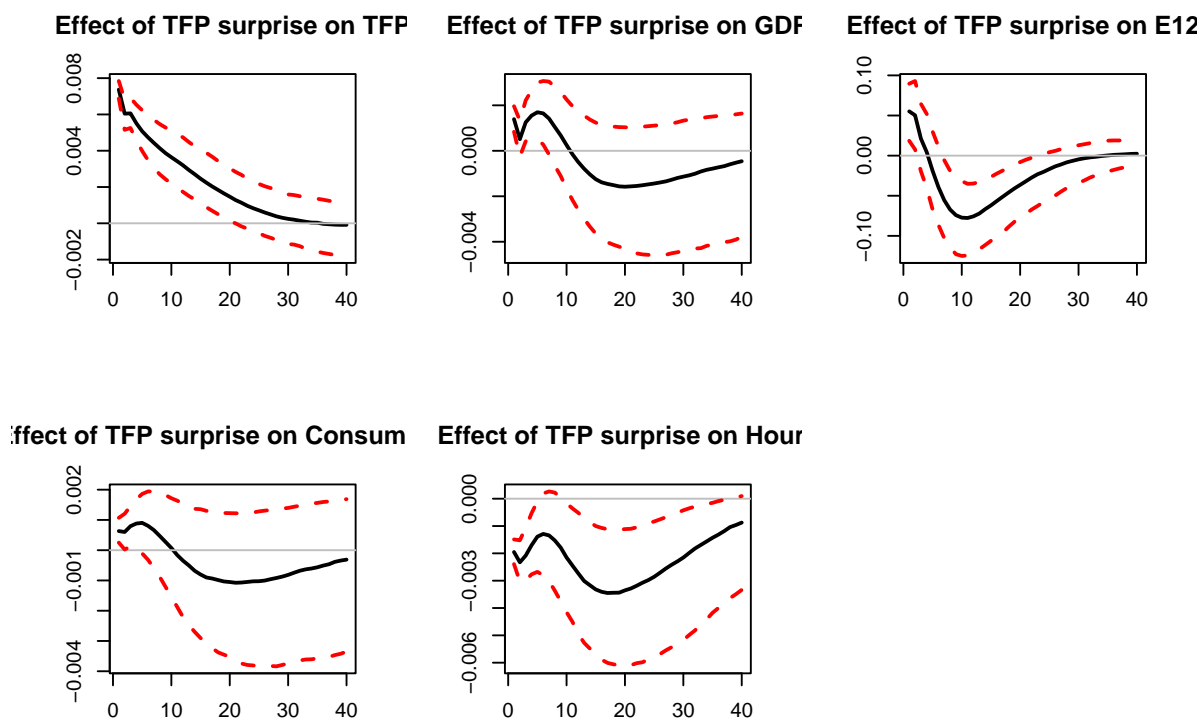 Effect of TFP surprise on TFP
Effect of TFP surprise on GDP
Effect of TFP surprise on E12
0.008
0.004
−0.002
0 10 20 30 40
0.000
−0.004
0 10 20 30 40
0.10
0.00
−0.10
0 10 20 30 40
Effect of TFP surprise on Consum
Effect of TFP surprise on Hour
0.002
−0.001
−0.004
0 10 20 30 40
0.000
−0.003
−0.006
0 10 20 30 40